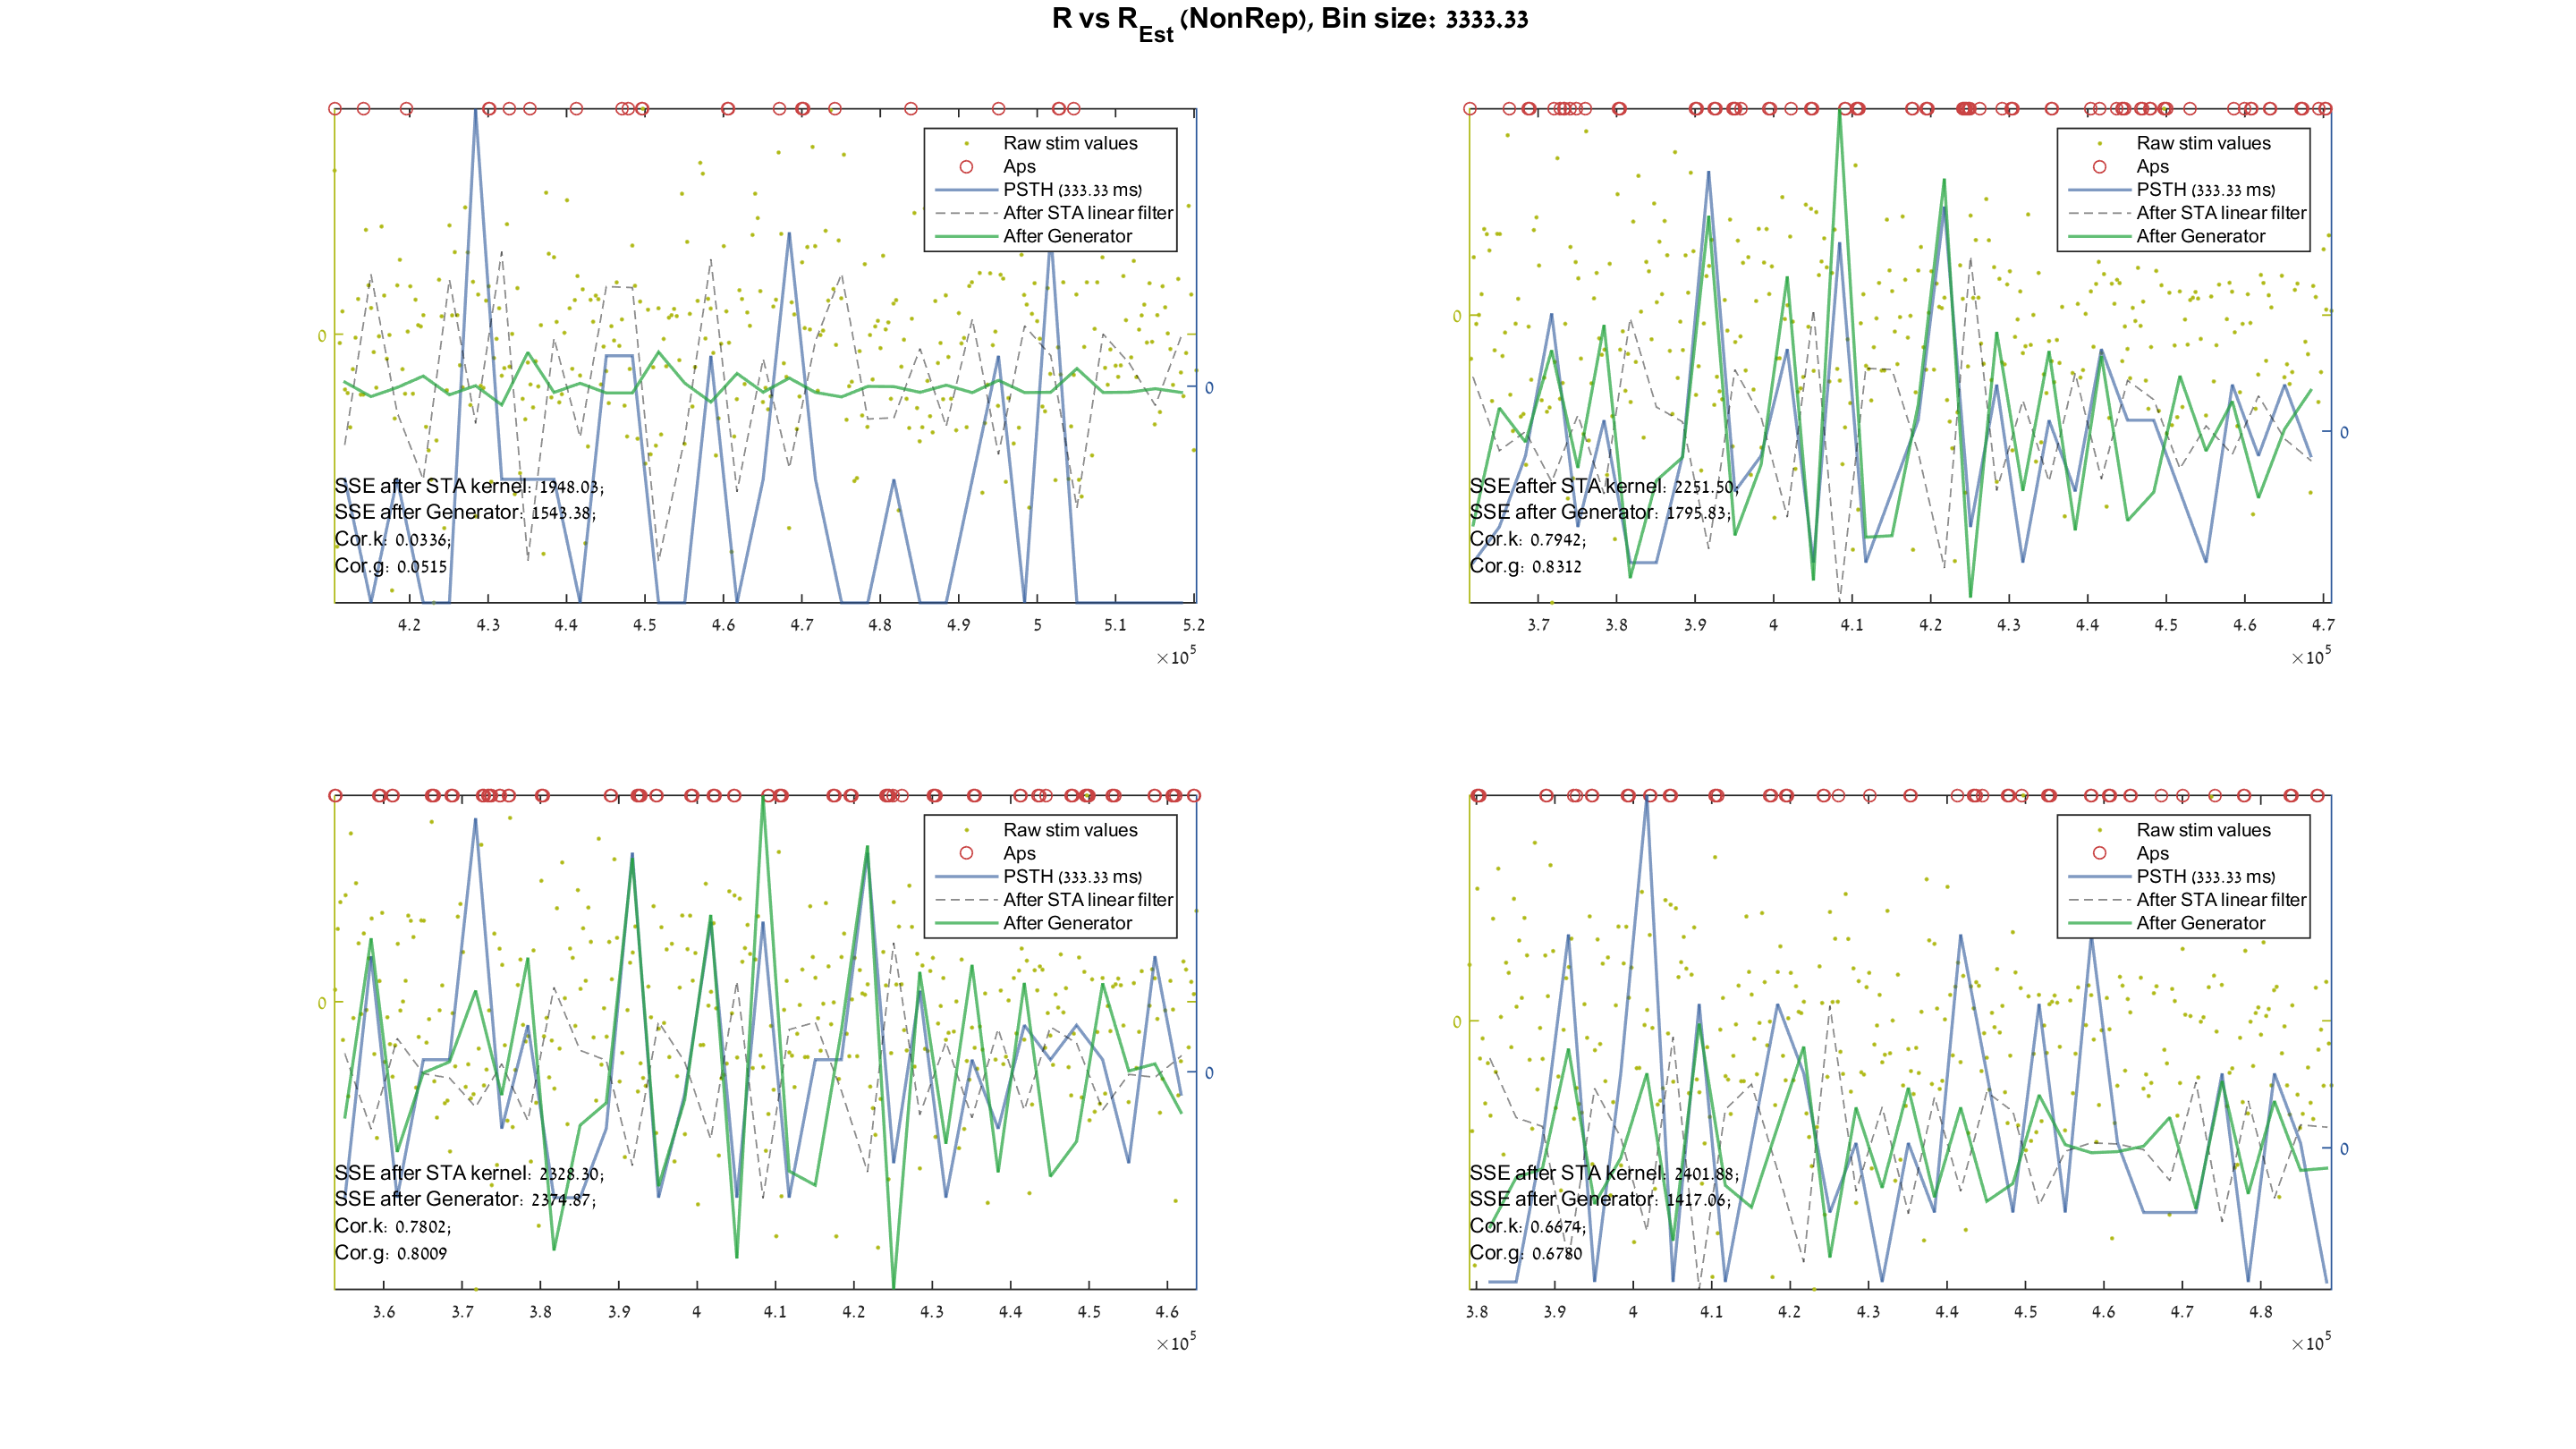 R vs R_Est (NonRep), Bin size: 3333.33
Raw stim values
Aps
PSTH (333.33 ms)
After STA linear filter
After Generator
0
0
SSE after STA kernel: 1948.03;
SSE after Generator: 1543.38;
Cor.k: 0.0336;
Cor.g: 0.0515
4.2 4.3 4.4 4.5 4.6 4.7 4.8 4.9 5 5.1 5.2
×10^5
Raw stim values
Aps
PSTH (333.33 ms)
After STA linear filter
After Generator
0
0
SSE after STA kernel: 2251.50;
SSE after Generator: 1795.83;
Cor.k: 0.7942;
Cor.g: 0.8312
3.7 3.8 3.9 4 4.1 4.2 4.3 4.4 4.5 4.6 4.7
×10^5
Raw stim values
Aps
PSTH (333.33 ms)
After STA linear filter
After Generator
0
0
SSE after STA kernel: 2328.30;
SSE after Generator: 2374.87;
Cor.k: 0.7802;
Cor.g: 0.8009
3.6 3.7 3.8 3.9 4 4.1 4.2 4.3 4.4 4.5 4.6
×10^5
Raw stim values
Aps
PSTH (333.33 ms)
After STA linear filter
After Generator
0
0
SSE after STA kernel: 2401.88;
SSE after Generator: 1417.06;
Cor.k: 0.6674;
Cor.g: 0.6780
3.8 3.9 4 4.1 4.2 4.3 4.4 4.5 4.6 4.7 4.8
×10^5